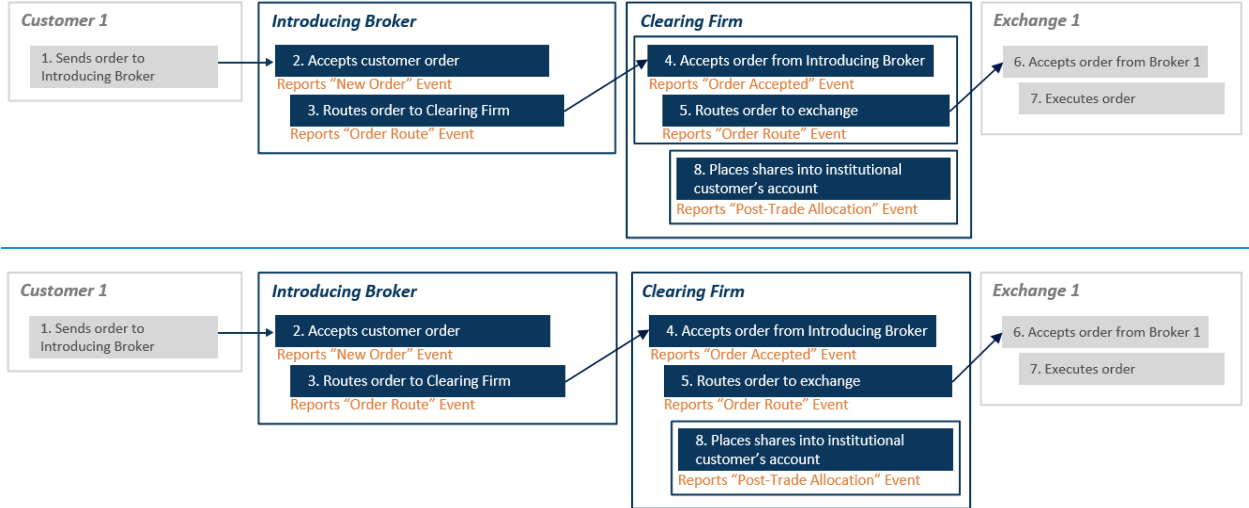 Customer 1
1. Sends order to
Introducing Broker
Introducing Broker
2. Accepts customer order
Reports “New Order” Event
3. Routes order to Clearing Firm
Reports “Order Route” Event
Clearing Firm
4. Accepts order from Introducing Broker
Reports “Order Accepted” Event
5. Routes order to exchange
Reports “Order Route” Event
8. Places shares into institutional
customer’s account
Reports “Post-Trade Allocation” Event
Exchange 1
6. Accepts order from Broker 1
7. Executes order
Customer 1
1. Sends order to
Introducing Broker
Introducing Broker
2. Accepts customer order
Reports “New Order” Event
3. Routes order to Clearing Firm
Reports “Order Route” Event
Clearing Firm
4. Accepts order from Introducing Broker
Reports “Order Accepted” Event
5. Routes order to exchange
Reports “Order Route” Event
8. Places shares into institutional
customer’s account
Reports “Post-Trade Allocation” Event
Exchange 1
6. Accepts order from Broker 1
7. Executes order